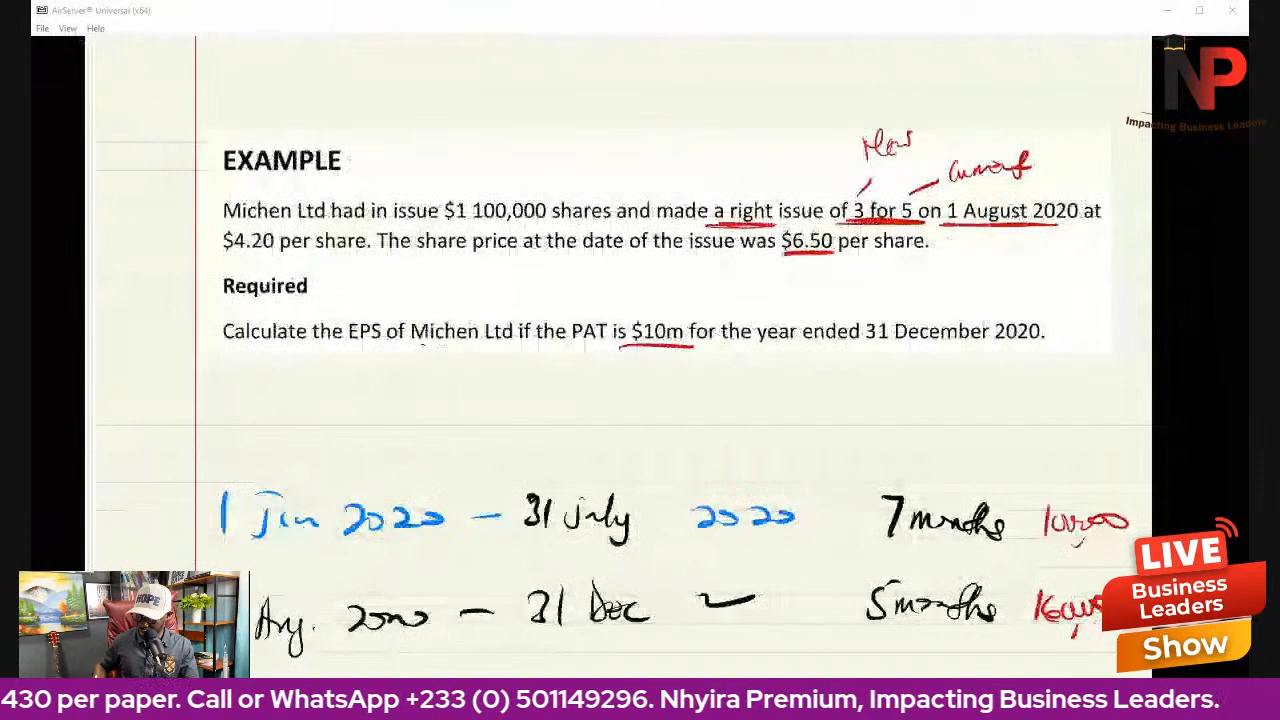 AirServer® Universal (x64)
File View Help
NP
Impacting Business Leaders
New
Current
EXAMPLE
Michen Ltd had in issue $1 100,000 shares and made a right issue of 3 for 5 on 1 August 2020 at
$4.20 per share. The share price at the date of the issue was $6.50 per share.
Required
Calculate the EPS of Michen Ltd if the PAT is $10m for the year ended 31 December 2020.
1 Jan 2020 - 31 july 2020 7 months 100,000
Aug. 2020 - 31 Dec 5 months
HOPE
LIVE
Business
Leaders
Show
430 per paper. Call or WhatsApp +233 (0) 501149296. Nhyira Premium, Impacting Business Leaders.